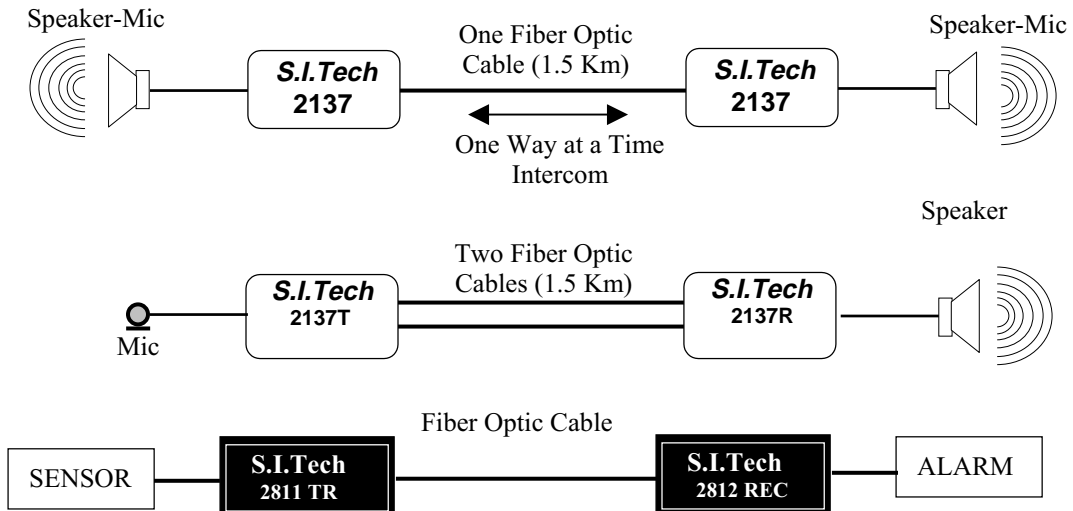 Speaker-Mic
One Fiber Optic
Cable (1.5 Km)
Speaker-Mic
S.I.Tech
2137
S.I.Tech
2137
One Way at a Time
Intercom
Speaker
Two Fiber Optic
Cables (1.5 Km)
S.I.Tech
2137T
S.I.Tech
2137R
Mic
Fiber Optic Cable
SENSOR
S.I.Tech
2811 TR
S.I.Tech
2812 REC
ALARM